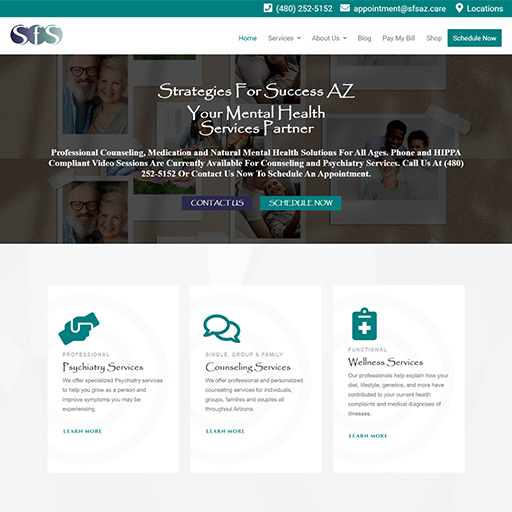 (480) 252-5152 appointment@sfsaz.care Locations
SfS
Home Services About Us Blog Pay My Bill Shop Schedule Now
Strategies For Success AZ
Your Mental Health
Services Partner
Professional Counseling, Medication and Natural Mental Health Solutions For All Ages. Phone and HIPPA
Compliant Video Sessions Are Currently Available For Counseling and Psychiatry Services. Call Us At (480)
252-5152 Or Contact Us Now To Schedule An Appointment.
CONTACT US SCHEDULE NOW
PROFESSIONAL
Psychiatry Services
We offer specialized Psychiatry services
to help you grow as a person and
improve symptoms you may be
experiencing.
LEARN MORE
SINGLE, GROUP & FAMILY
Counseling Services
We offer professional and personalized
counseling services for individuals,
groups, families and couples all
throughout Arizona.
LEARN MORE
FUNCTIONAL
Wellness Services
Our professionals help explain how your
diet, lifestyle, genetics, and more have
contributed to your current health
complaints and medical diagnoses of
illnesses.
LEARN MORE